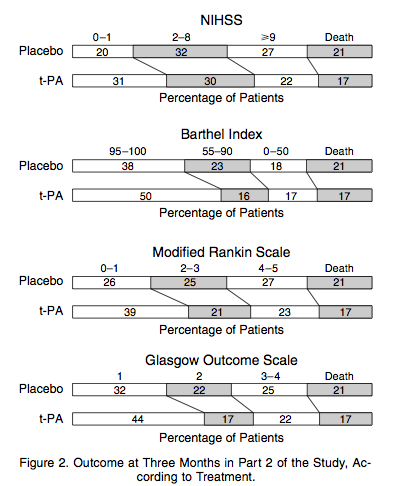 NIHSS
0–1 2–8 ≥9 Death
Placebo 20 32 27 21
t-PA 31 30 22 17
Percentage of Patients
Barthel Index
95–100 55–90 0–50 Death
Placebo 38 23 18 21
t-PA 50 16 17 17
Percentage of Patients
Modified Rankin Scale
0–1 2–3 4–5 Death
Placebo 26 25 27 21
t-PA 39 21 23 17
Percentage of Patients
Glasgow Outcome Scale
1 2 3–4 Death
Placebo 32 22 25 21
t-PA 44 17 22 17
Percentage of Patients
Figure 2. Outcome at Three Months in Part 2 of the Study, Ac-
cording to Treatment.